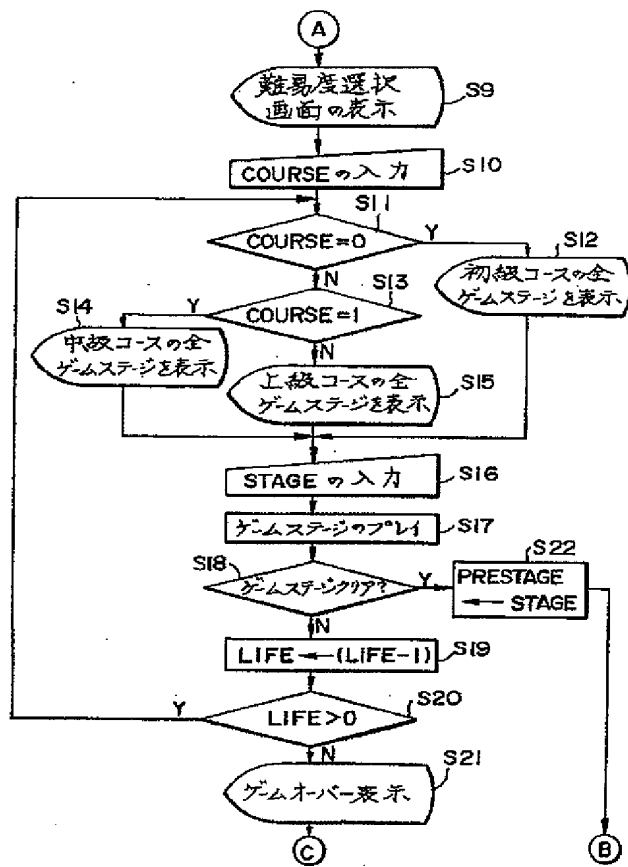 A
難易度選択
画面の表示
S9
COURSEの入力
S10
S11
COURSE=0
Y
N
S12
初級コースの全
ゲームステージを表示
S13
COURSE=1
Y
N
S14
中級コースの全
ゲームステージを表示
上級コースの全
ゲームステージを表示
S15
STAGEの入力
S16
ゲームステージのプレイ
S17
S18
ゲームステージクリア?
Y
N
S22
PRESTAGE
← STAGE
LIFE ← (LIFE-1)
S19
LIFE>0
S20
Y
N
S21
ゲームオーバー表示
C
B